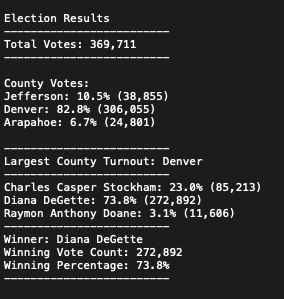 Election Results
-------------------------
Total Votes: 369,711
-------------------------
County Votes:
Jefferson: 10.5% (38,855)
Denver: 82.8% (306,055)
Arapahoe: 6.7% (24,801)
-------------------------
Largest County Turnout: Denver
-------------------------
Charles Casper Stockham: 23.0% (85,213)
Diana DeGette: 73.8% (272,892)
Raymon Anthony Doane: 3.1% (11,606)
-------------------------
Winner: Diana DeGette
Winning Vote Count: 272,892
Winning Percentage: 73.8%
-------------------------